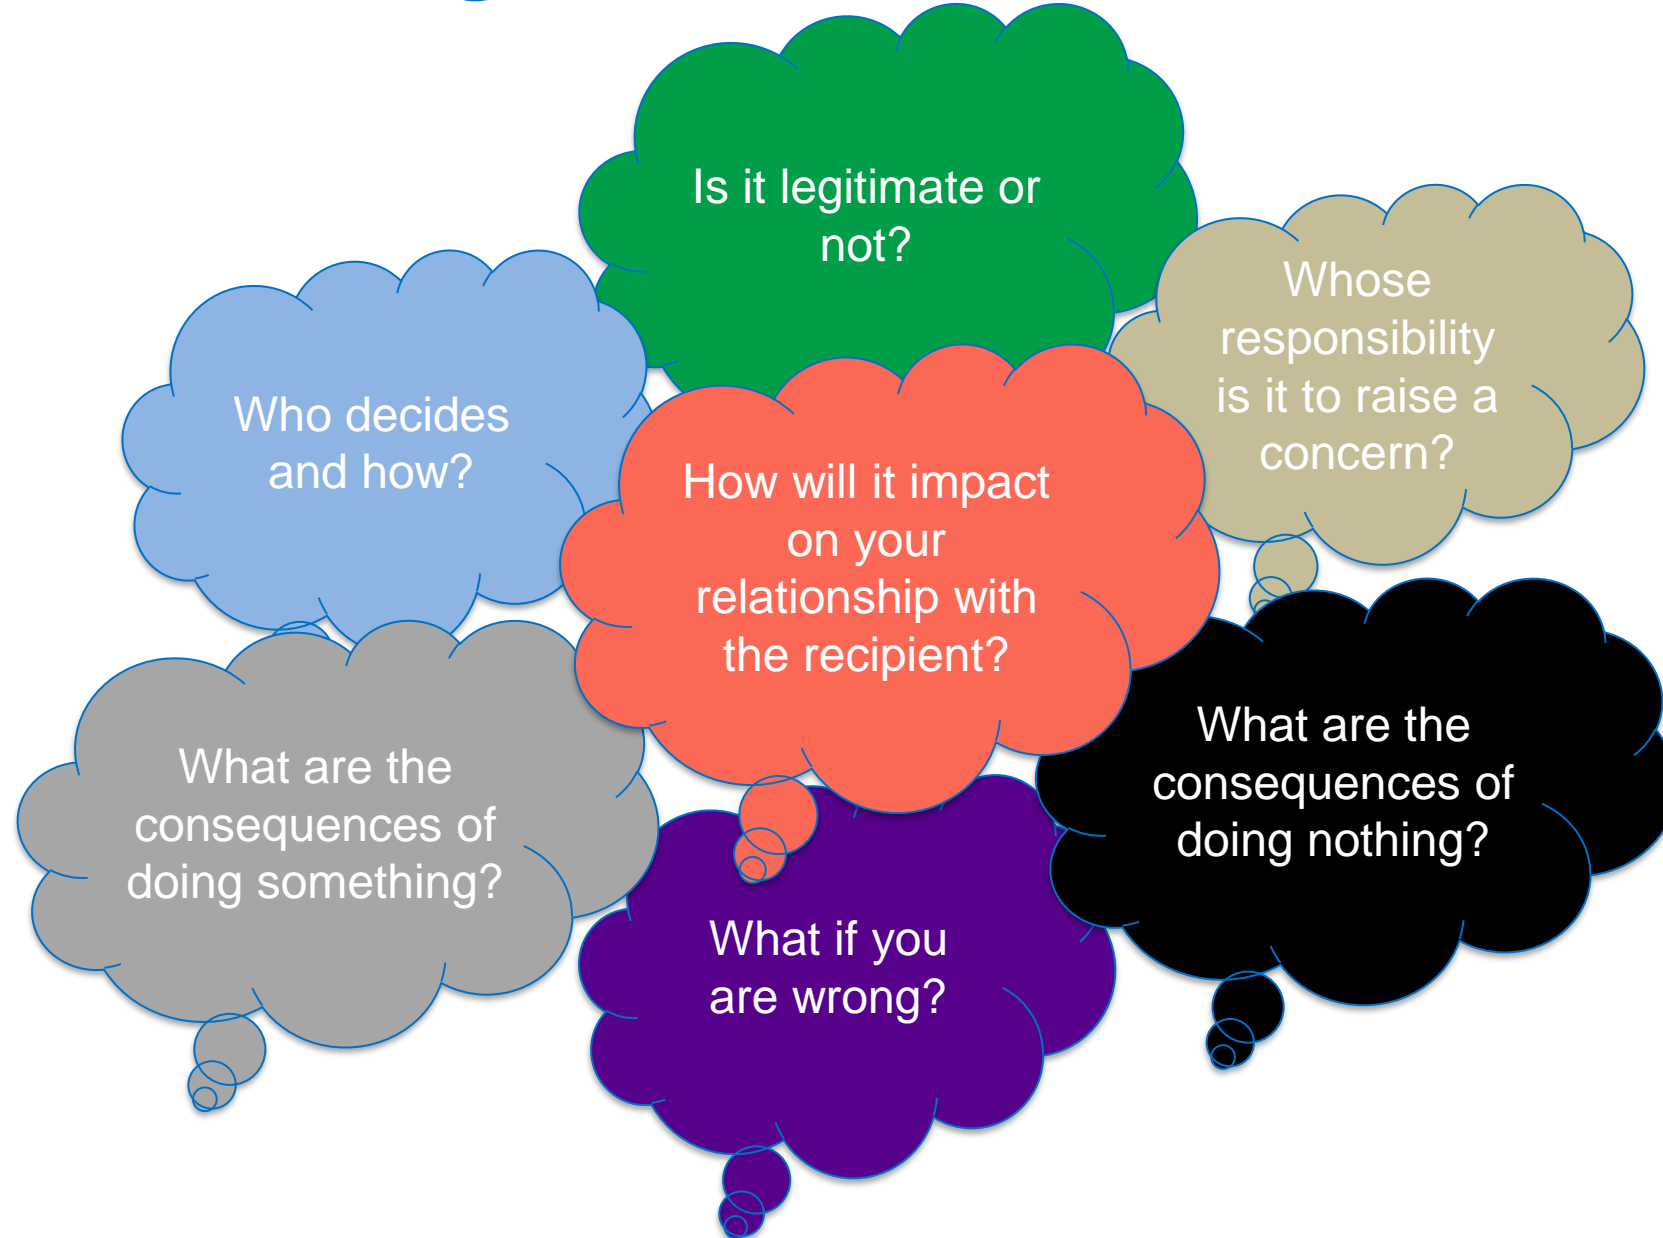 Is it legitimate or
not?
Whose
responsibility
is it to raise a
concern?
Who decides
and how?
How will it impact
on your
relationship with
the recipient?
What are the
consequences of
doing something?
What are the
consequences of
doing nothing?
What if you
are wrong?